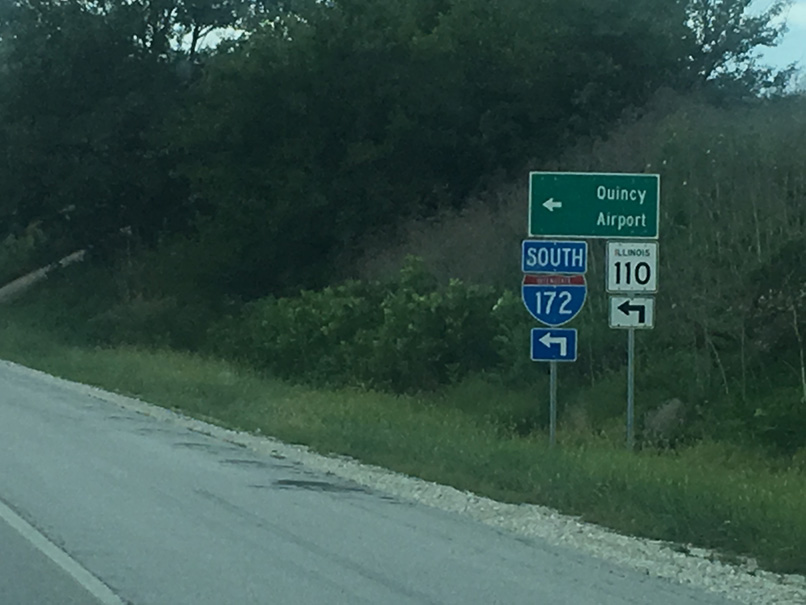 Quincy
Airport
SOUTH
INTERSTATE
172
ILLINOIS
110